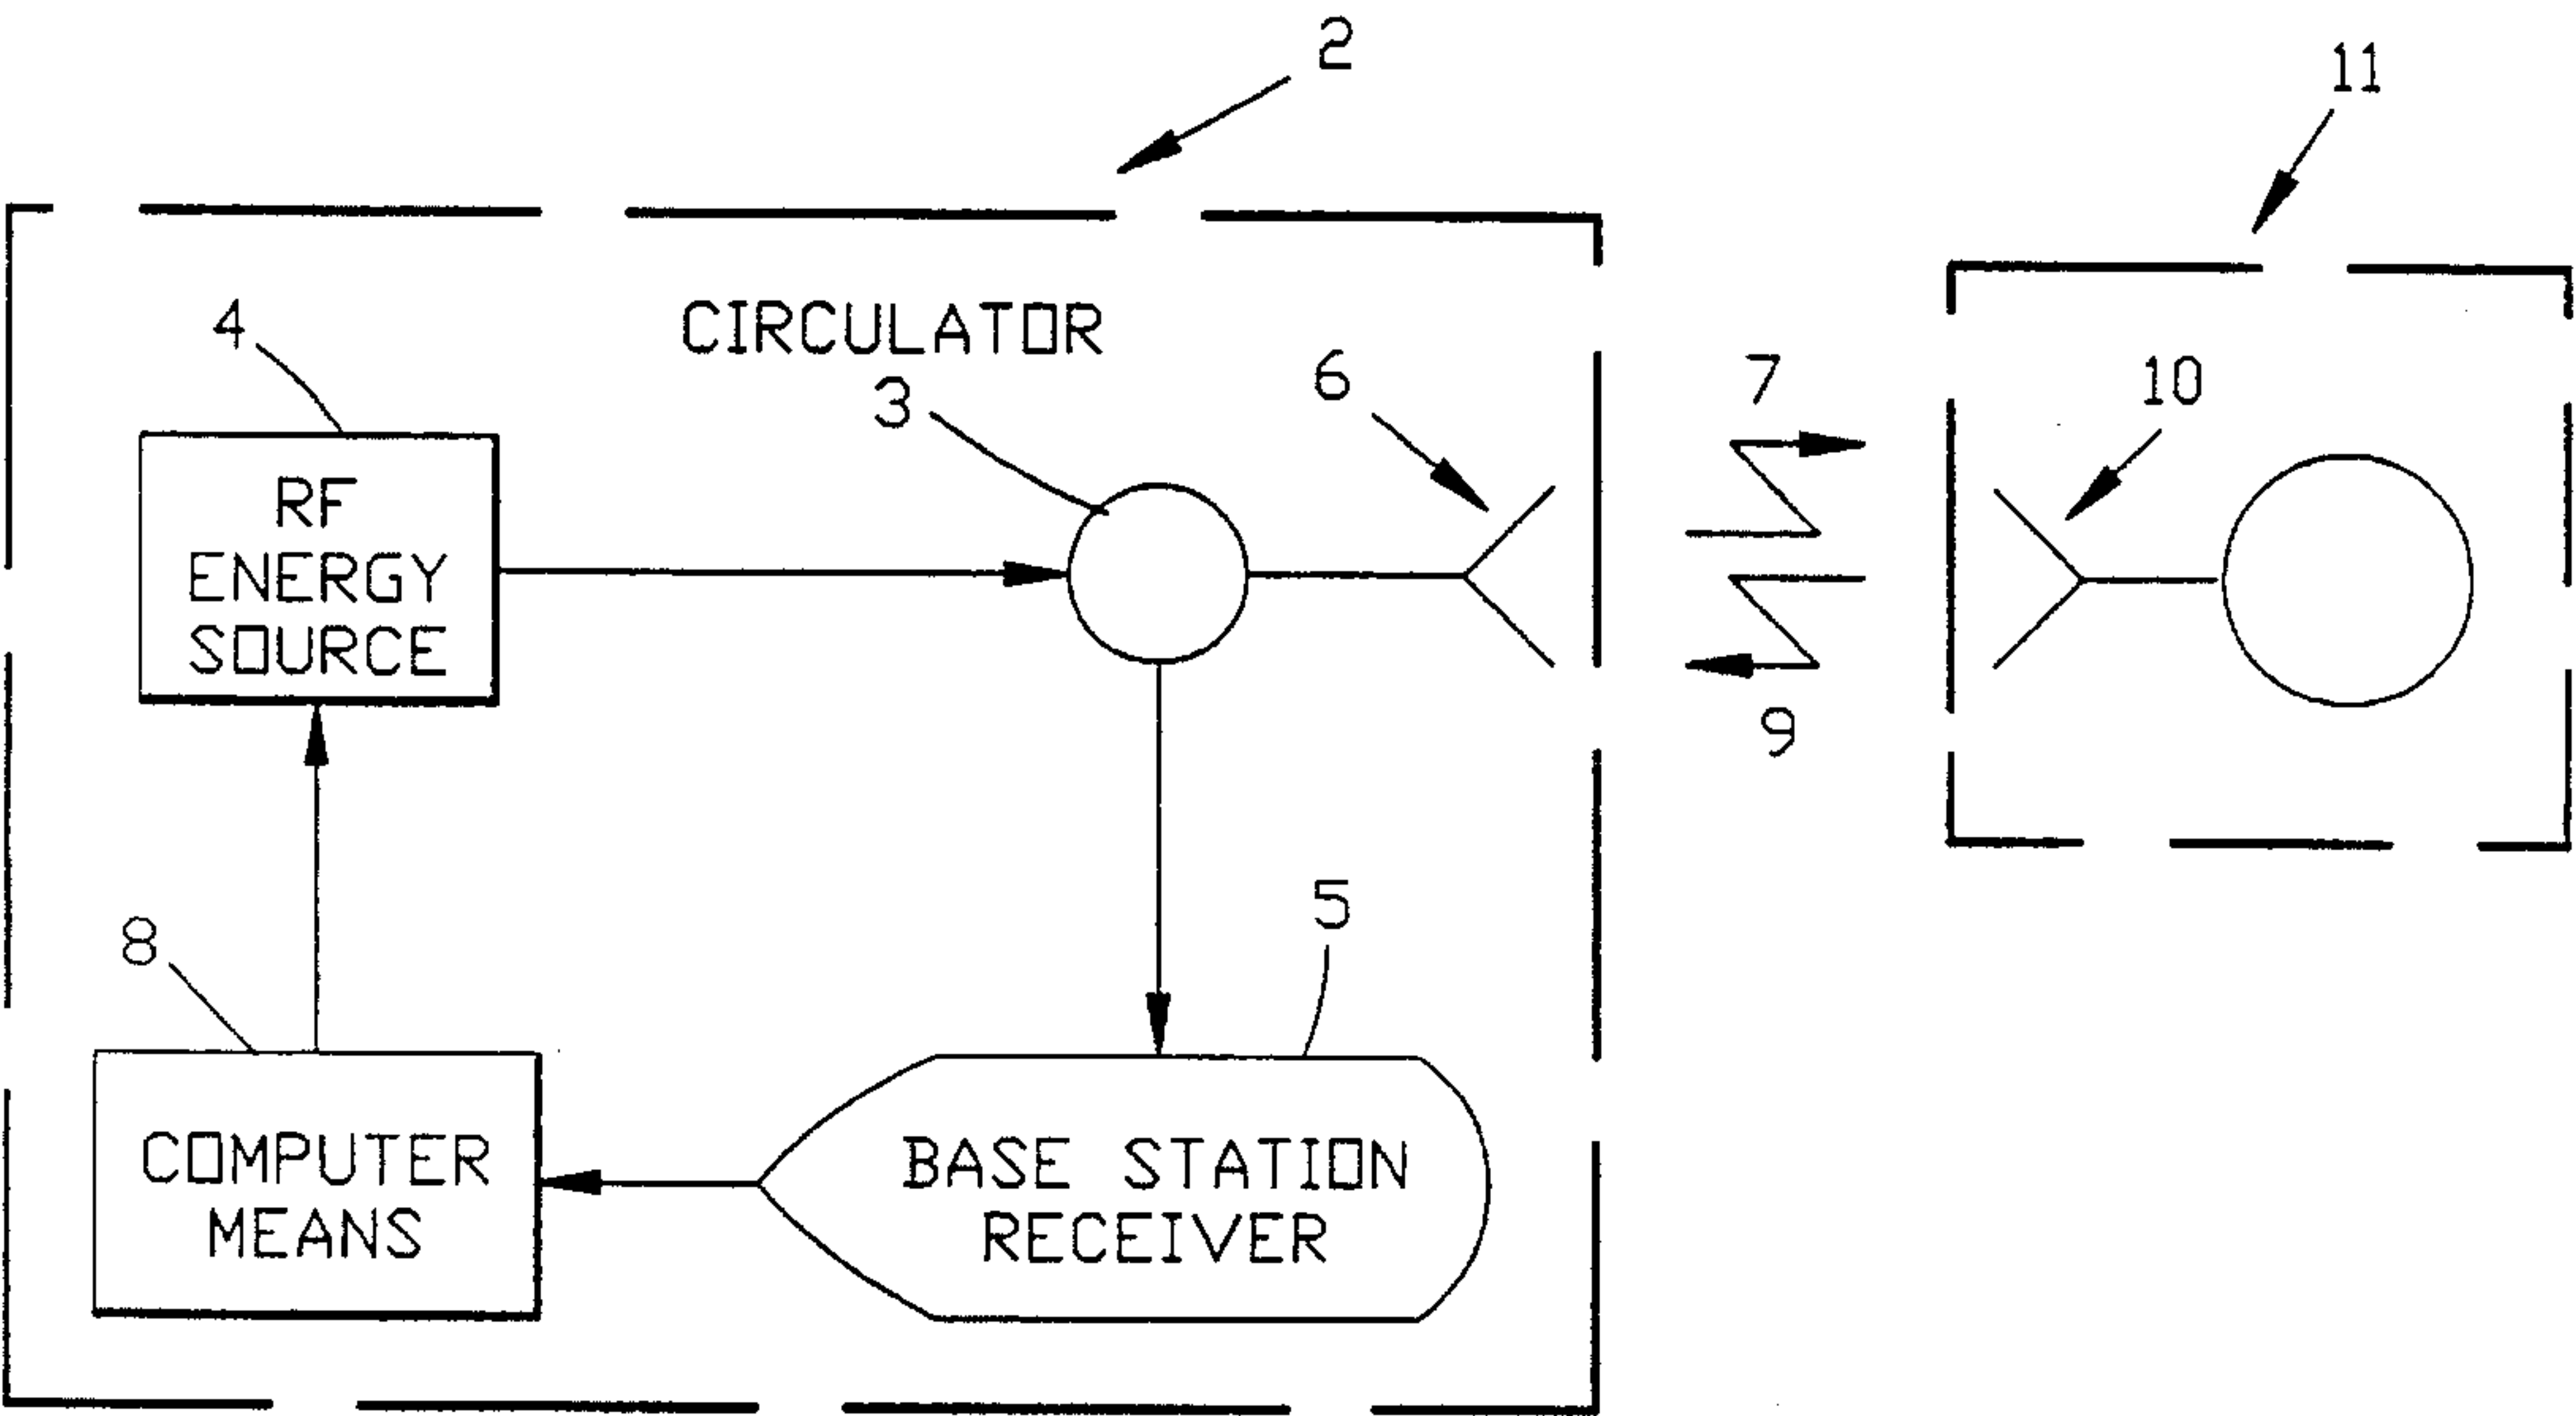 2
11
CIRCULATOR
4
3
6
7
10
RF
ENERGY
SOURCE
9
8
5
COMPUTER
MEANS
BASE STATION
RECEIVER